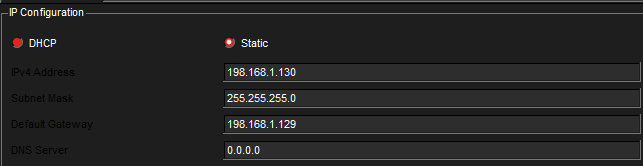 IP Configuration
DHCP Static
IPv4 Address 198.168.1.130
Subnet Mask 255.255.255.0
Default Gateway 198.168.1.129
DNS Server 0.0.0.0